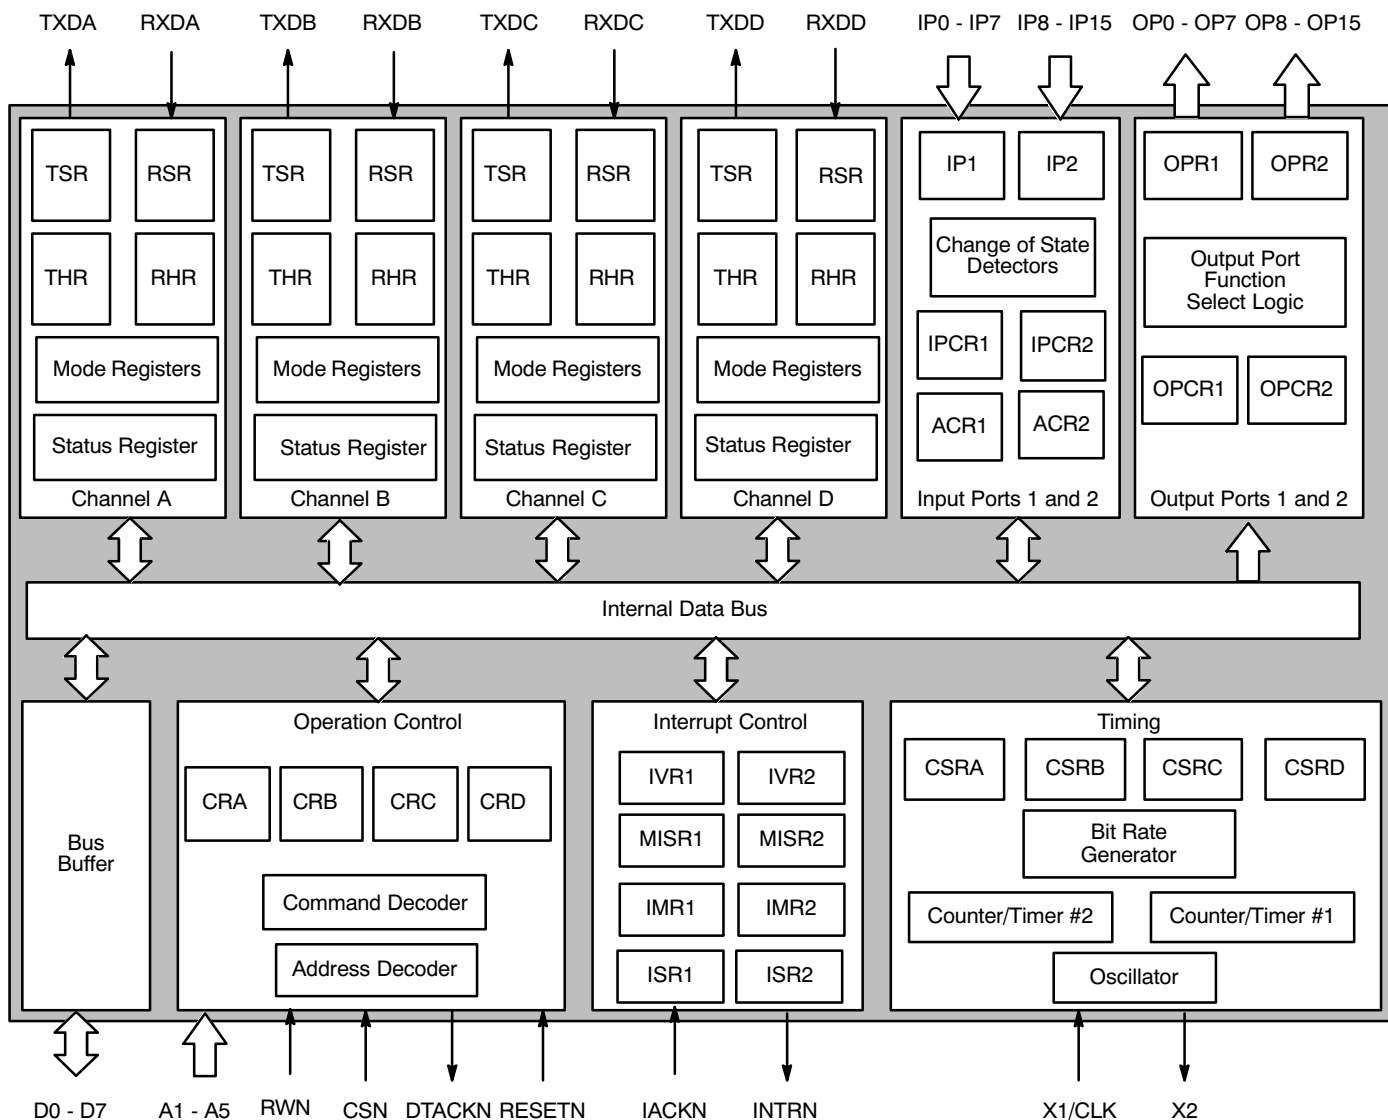 TXDA RXDA TXDB RXDB TXDC RXDC TXDD RXDD IP0 - IP7 IP8 - IP15 OP0 - OP7 OP8 - OP15
TSR RSR TSR RSR TSR RSR TSR RSR IP1 IP2 OPR1 OPR2
THR RHR THR RHR THR RHR THR RHR
Change of State
Detectors
Output Port
Function
Select Logic
Mode Registers Mode Registers Mode Registers Mode Registers IPCR1 IPCR2
OPCR1 OPCR2
Status Register Status Register Status Register Status Register ACR1 ACR2
Channel A Channel B Channel C Channel D Input Ports 1 and 2 Output Ports 1 and 2
Internal Data Bus
Bus
Buffer
Operation Control
CRA CRB CRC CRD
Command Decoder
Address Decoder
Interrupt Control
IVR1 IVR2
MISR1 MISR2
IMR1 IMR2
ISR1 ISR2
Timing
CSRA CSRB CSRC CSRD
Bit Rate
Generator
Counter/Timer #2 Counter/Timer #1
Oscillator
D0 - D7 A1 - A5 RWN CSN DTACKN RESETN IACKN INTRN X1/CLK X2